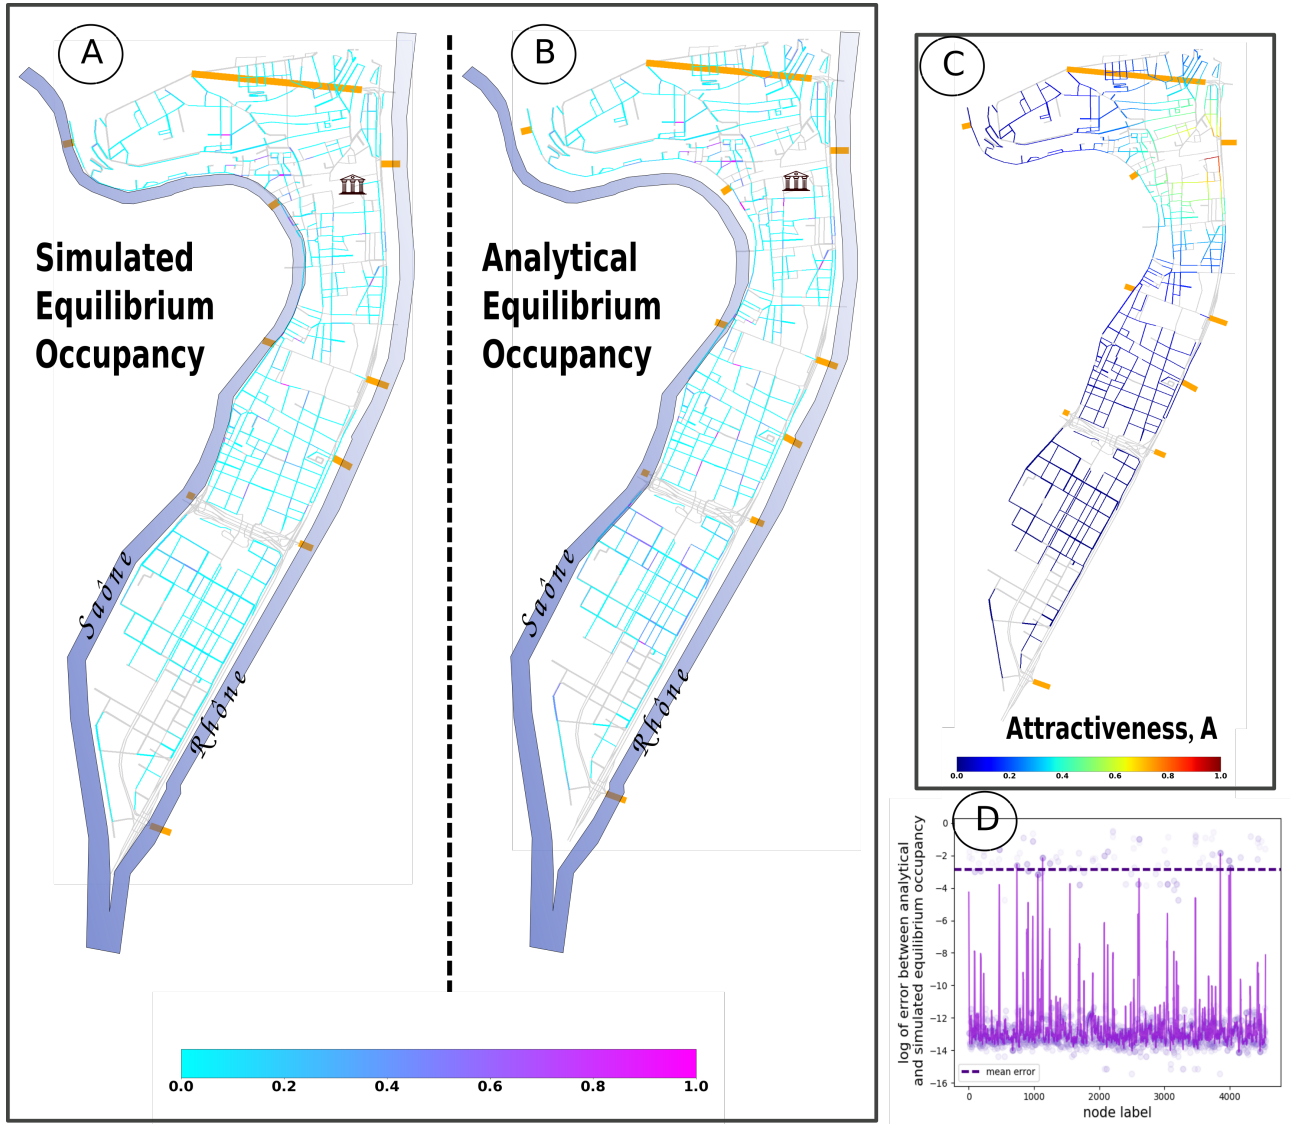 A
Simulated
Equilibrium
Occupancy
Saône
Rhône
B
Analytical
Equilibrium
Occupancy
Saône
Rhône
0.0 0.2 0.4 0.6 0.8 1.0
C
Attractiveness, A
0.0 0.2 0.4 0.6 0.8 1.0
D
log of error between analytical
and simulated equilibrium occupancy
0
−2
−4
−6
−8
−10
−12
−14
−16
mean error
0 1000 2000 3000 4000
node label